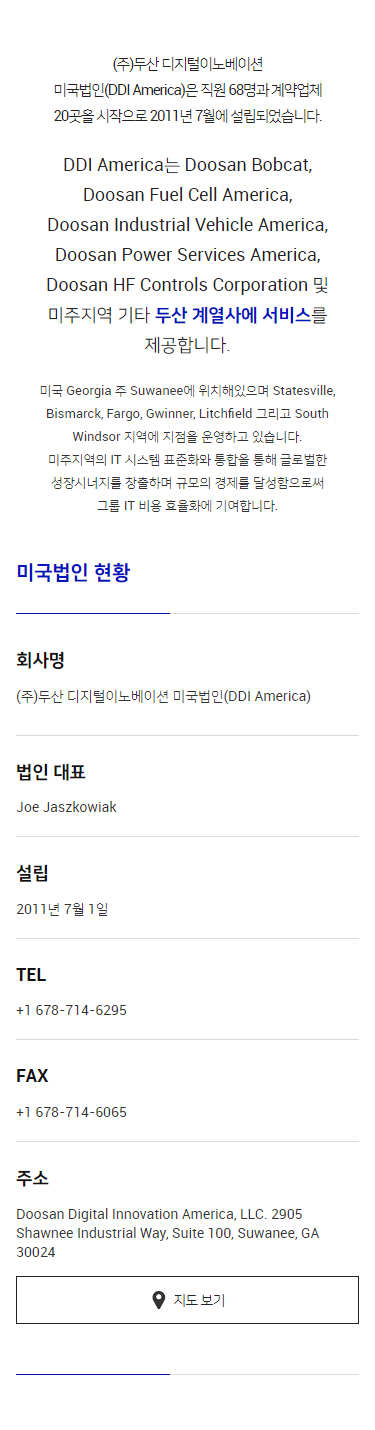 (주)두산 디지털이노베이션
미국법인(DDI America)은 직원 68명과 계약업체
20곳을 시작으로 2011년 7월에 설립되었습니다.
DDI America는 Doosan Bobcat,
Doosan Fuel Cell America,
Doosan Industrial Vehicle America,
Doosan Power Services America,
Doosan HF Controls Corporation 및
미주지역 기타 두산 계열사에 서비스를
제공합니다.
미국 Georgia 주 Suwanee에 위치해있으며 Statesville,
Bismarck, Fargo, Gwinner, Litchfield 그리고 South
Windsor 지역에 지점을 운영하고 있습니다.
미주지역의 IT 시스템 표준화와 통합을 통해 글로벌한
성장시너지를 창출하며 규모의 경제를 달성함으로써
그룹 IT 비용 효율화에 기여합니다.
미국법인 현황
회사명
(주)두산 디지털이노베이션 미국법인(DDI America)
법인 대표
Joe Jaszkowiak
설립
2011년 7월 1일
TEL
+1 678-714-6295
FAX
+1 678-714-6065
주소
Doosan Digital Innovation America, LLC. 2905
Shawnee Industrial Way, Suite 100, Suwanee, GA
30024
지도 보기